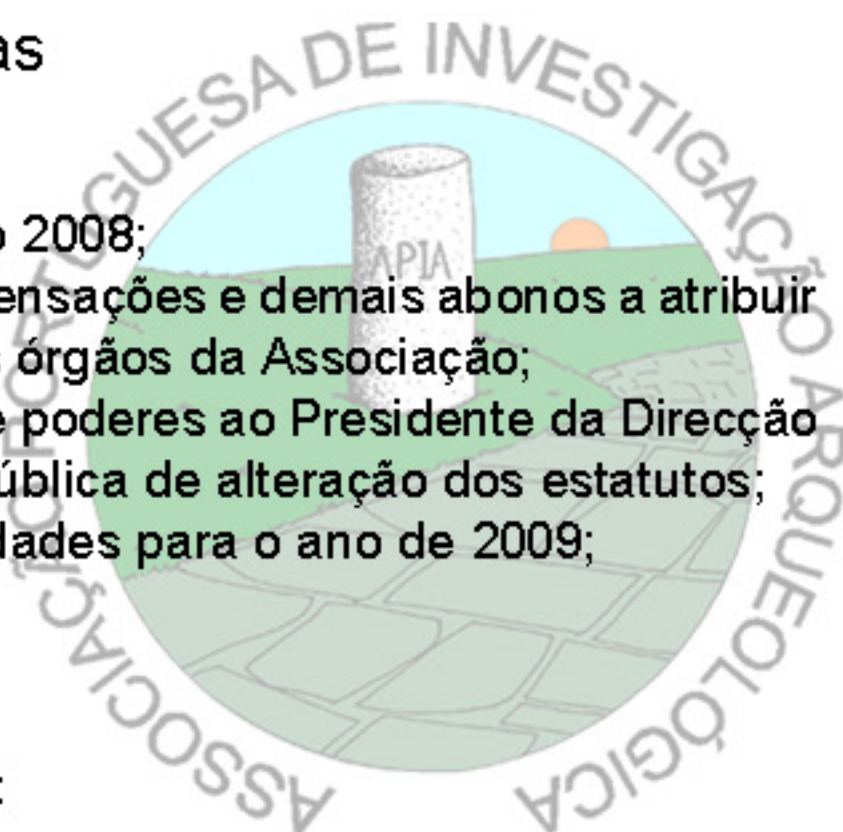 as
2008;
ensações e demais abonos a atribuir
órgãos da Associação;
poderes ao Presidente da Direcção
ública de alteração dos estatutos;
dades para o ano de 2009;
ASSOCIAÇÃO PORTUGUESA DE INVESTIGAÇÃO ARQUEOLÓGICA
APIA